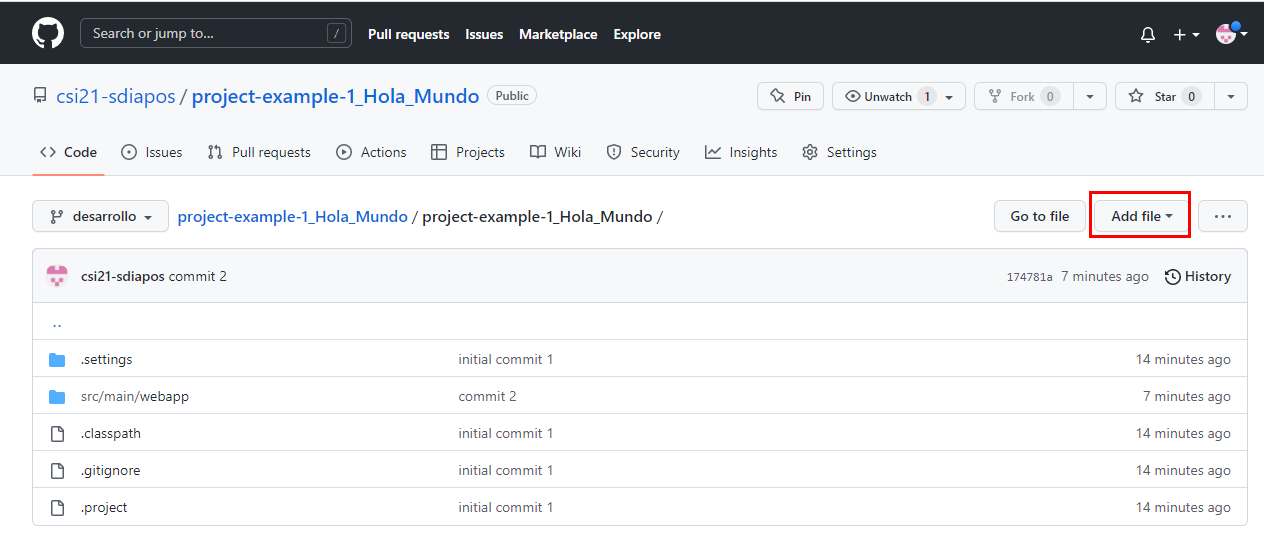 Search or jump to... / Pull requests Issues Marketplace Explore
csi21-sdiapos / project-example-1_Hola_Mundo Public Pin Unwatch 1 Fork 0 Star 0
Code Issues Pull requests Actions Projects Wiki Security Insights Settings
desarrollo project-example-1_Hola_Mundo / project-example-1_Hola_Mundo / Go to file Add file ...
csi21-sdiapos commit 2 174781a 7 minutes ago History
..
.settings initial commit 1 14 minutes ago
src/main/webapp commit 2 7 minutes ago
.classpath initial commit 1 14 minutes ago
.gitignore initial commit 1 14 minutes ago
.project initial commit 1 14 minutes ago